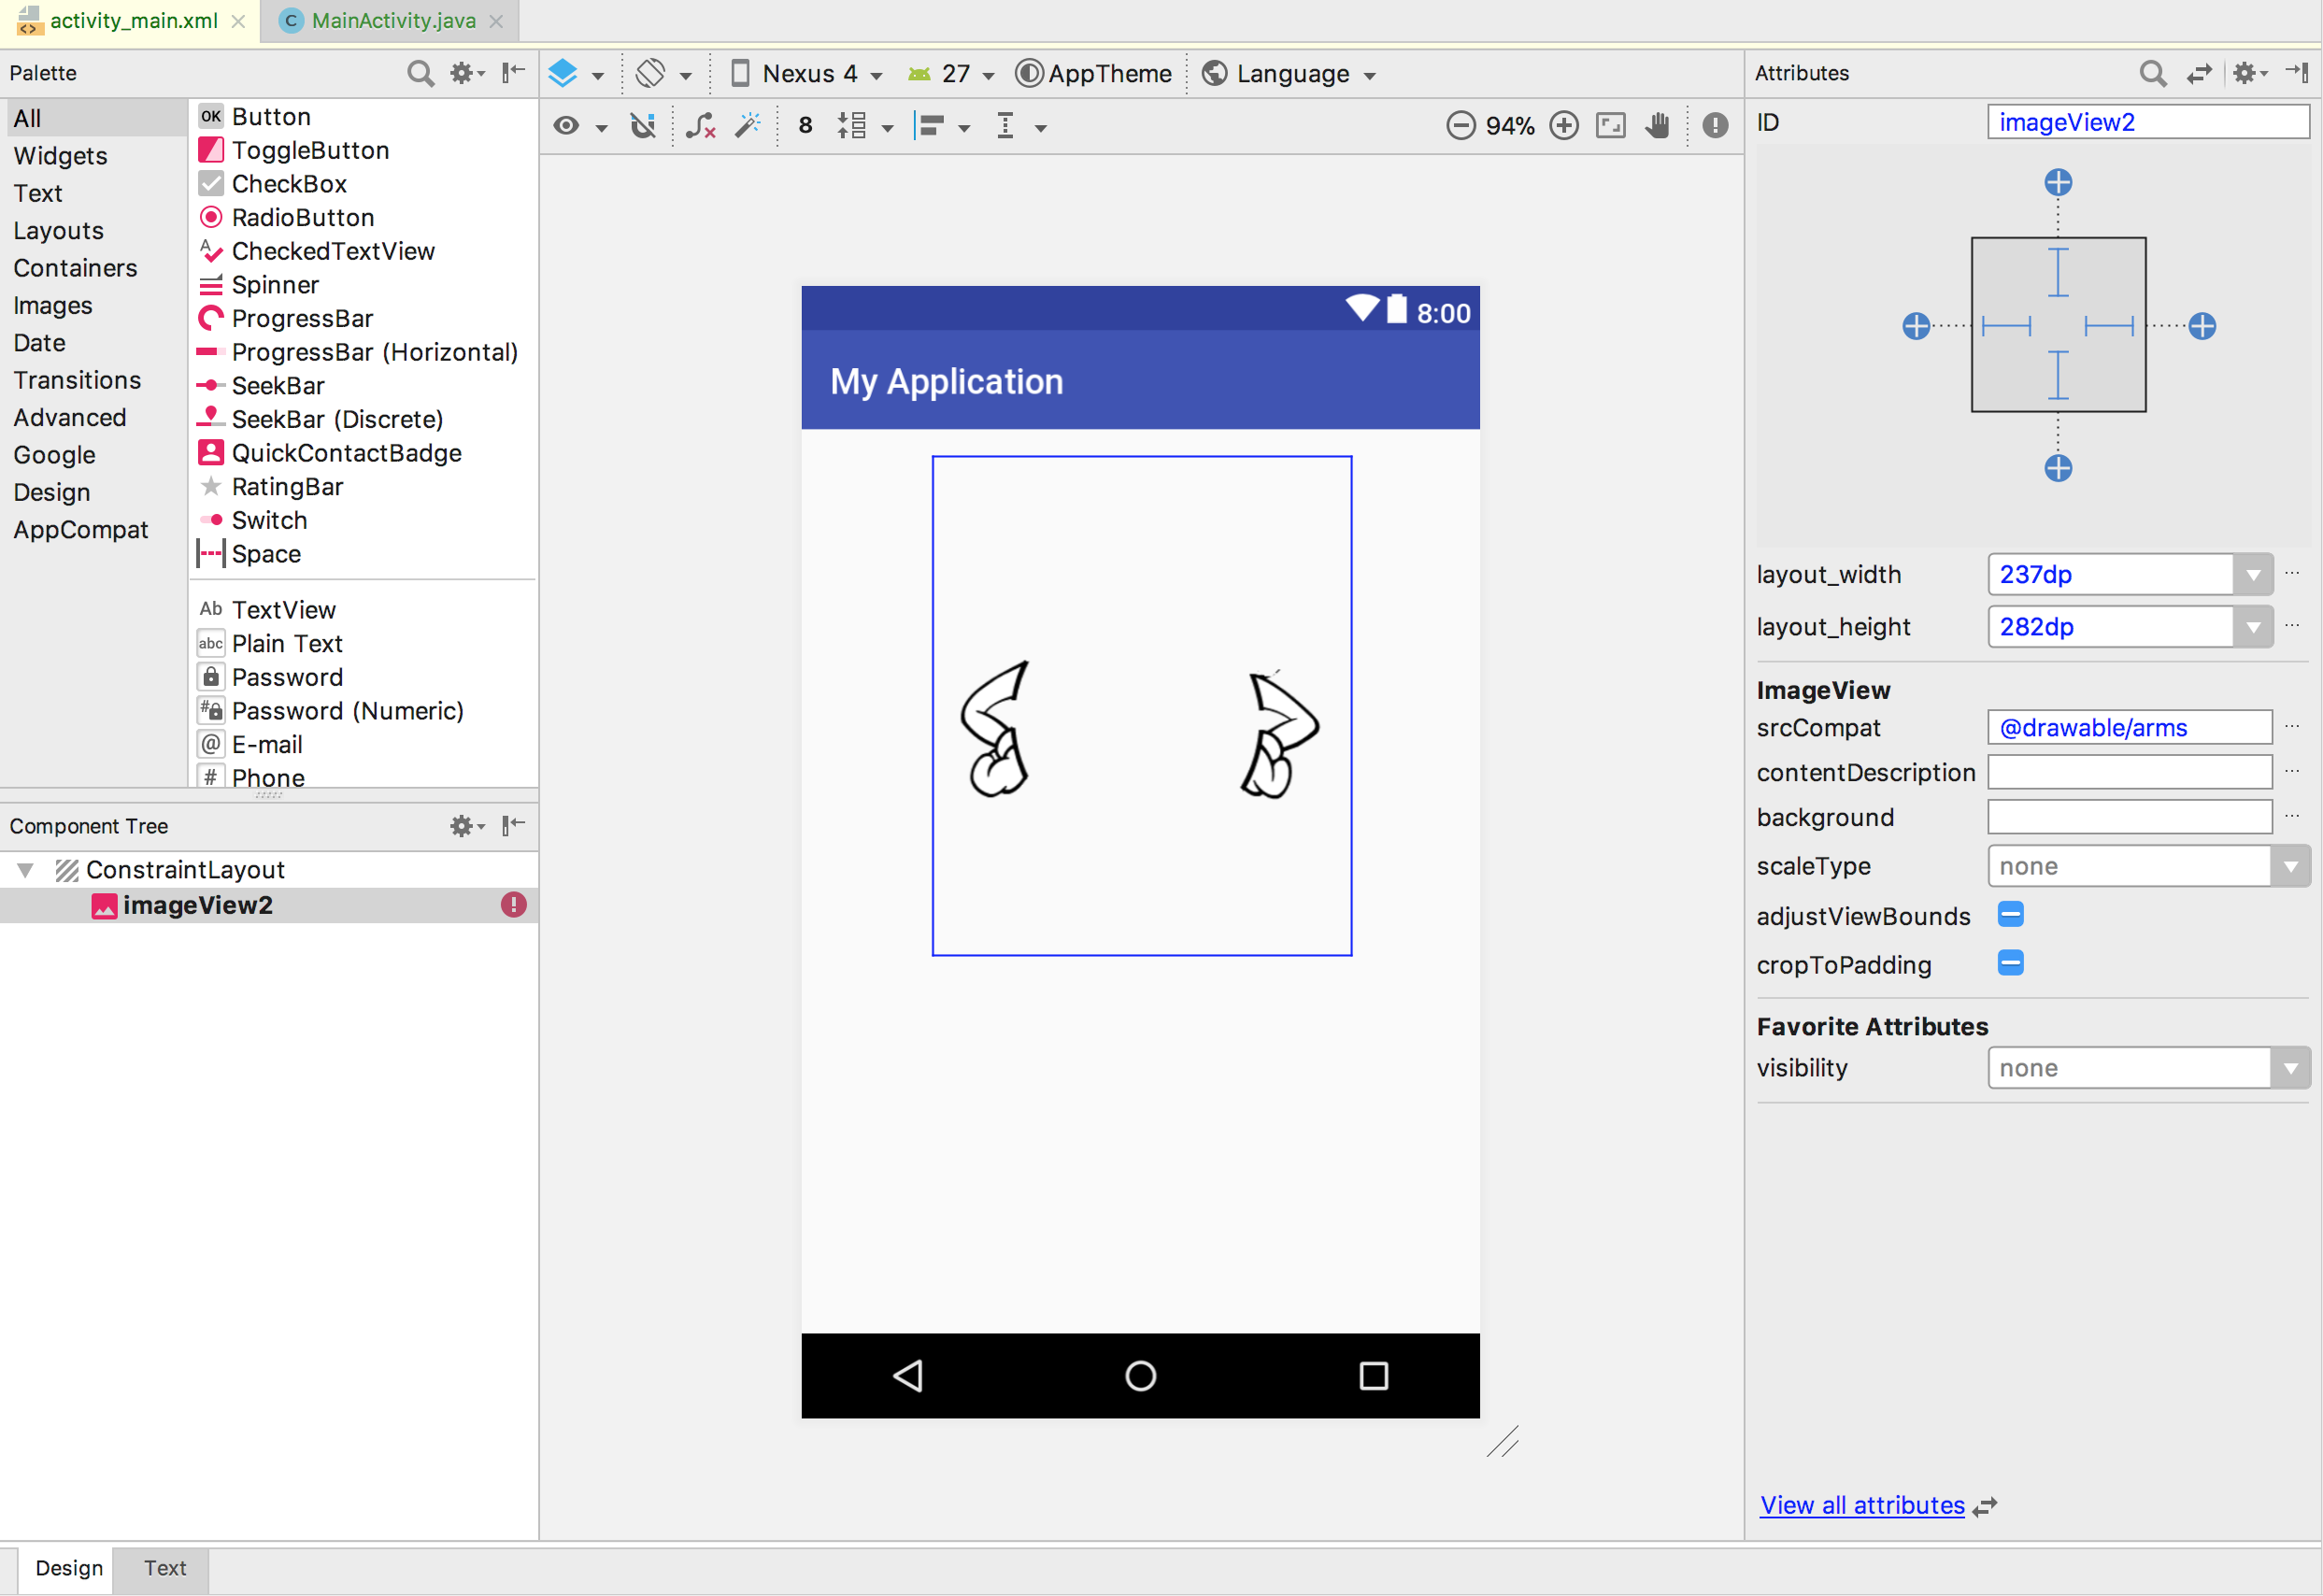 activity_main.xml
C MainActivity.java
Palette
Nexus 4
27
AppTheme
Language
Attributes
8
94%
ID
imageView2
All
Widgets
Text
Layouts
Containers
Images
Date
Transitions
Advanced
Google
Design
AppCompat
OK Button
ToggleButton
CheckBox
RadioButton
A CheckedTextView
Spinner
ProgressBar
ProgressBar (Horizontal)
SeekBar
SeekBar (Discrete)
QuickContactBadge
RatingBar
Switch
Space
Ab TextView
abc Plain Text
Password
# Password (Numeric)
@ E-mail
# Phone
Component Tree
ConstraintLayout
imageView2
8:00
My Application
layout_width
237dp
...
layout_height
282dp
...
ImageView
srcCompat
@drawable/arms
...
contentDescription
...
background
...
scaleType
none
adjustViewBounds
cropToPadding
Favorite Attributes
visibility
none
View all attributes
Design
Text